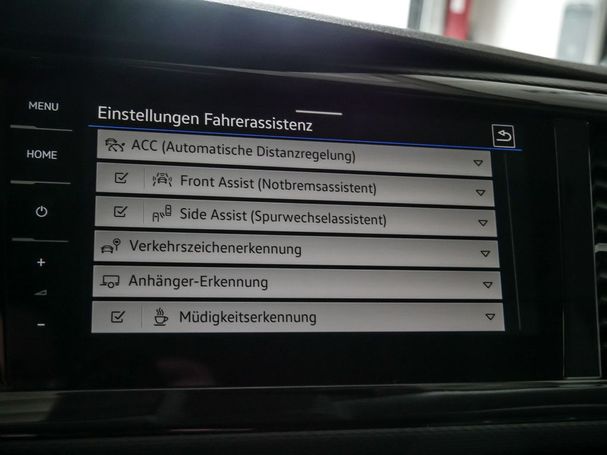 MENU
HOME
Einstellungen Fahrerassistenz
ACC (Automatische Distanzregelung)
Front Assist (Notbremsassistent)
Side Assist (Spurwechselassistent)
Verkehrszeichenerkennung
Anhänger-Erkennung
Müdigkeitserkennung
+
-